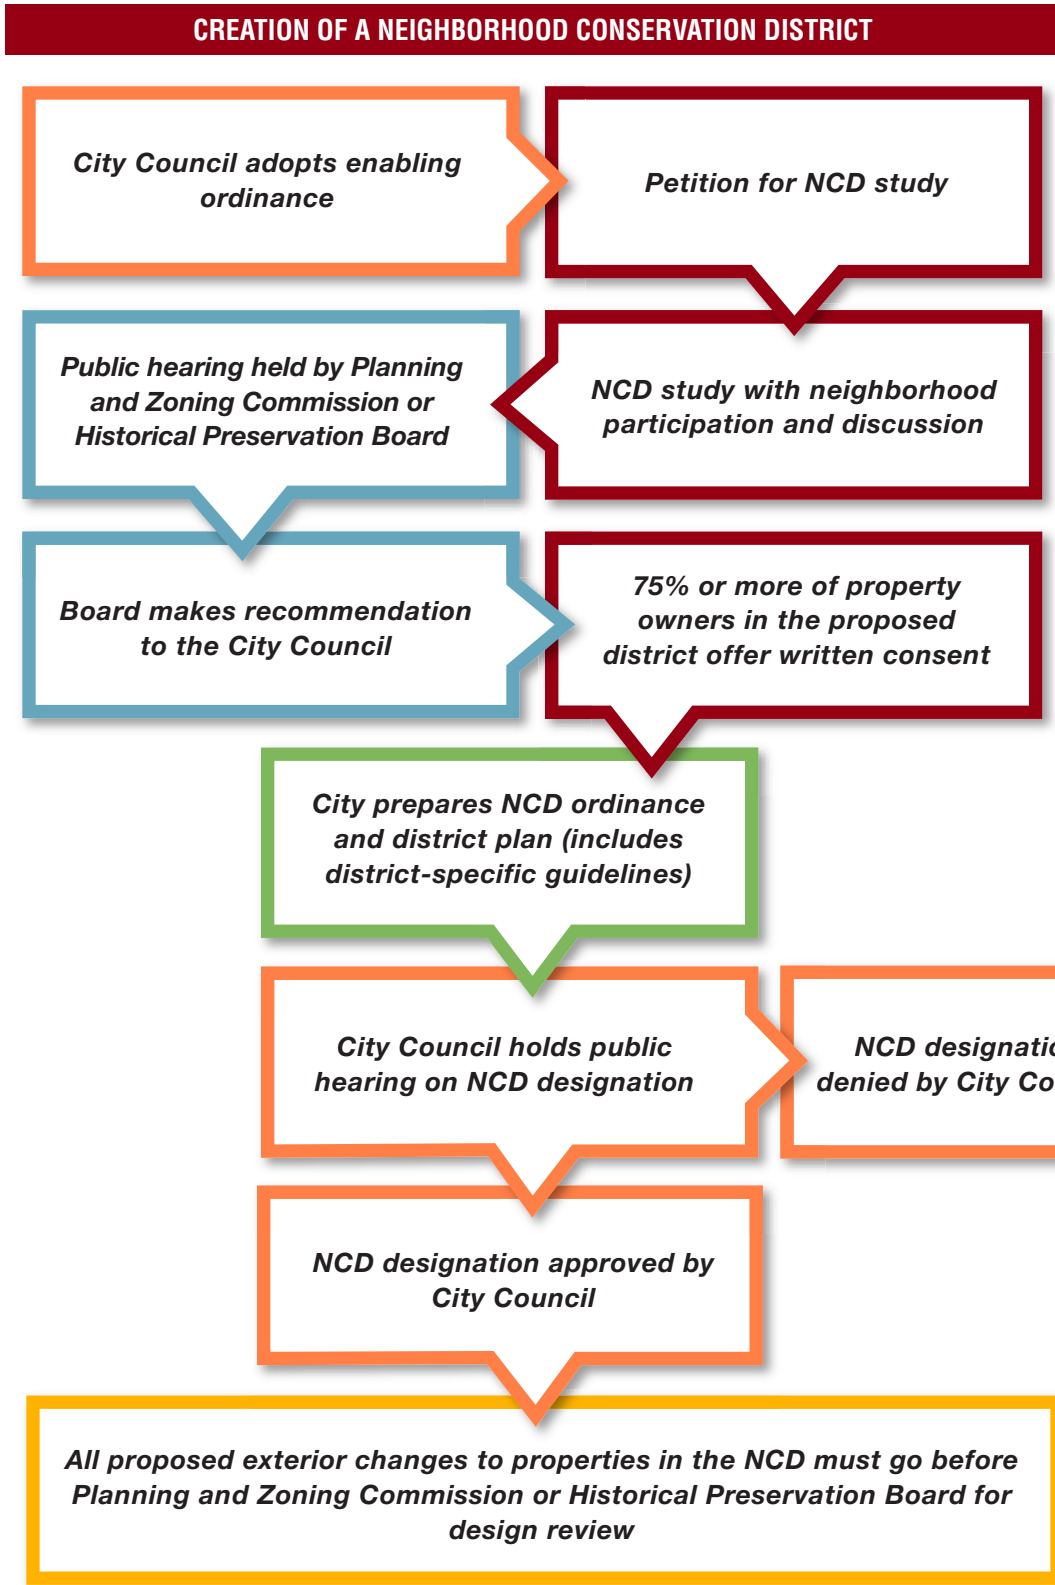 CREATION OF A NEIGHBORHOOD CONSERVATION DISTRICT
City Council adopts enabling
ordinance
Petition for NCD study
NCD study with neighborhood
participation and discussion
Public hearing held by Planning
and Zoning Commission or
Historical Preservation Board
Board makes recommendation
to the City Council
75% or more of property
owners in the proposed
district offer written consent
City prepares NCD ordinance
and district plan (includes
district-specific guidelines)
City Council holds public
hearing on NCD designation
NCD
denied by City
NCD designation approved by
City Council
All proposed exterior changes to properties in the NCD must go before
Planning and Zoning Commission or Historical Preservation Board for
design review